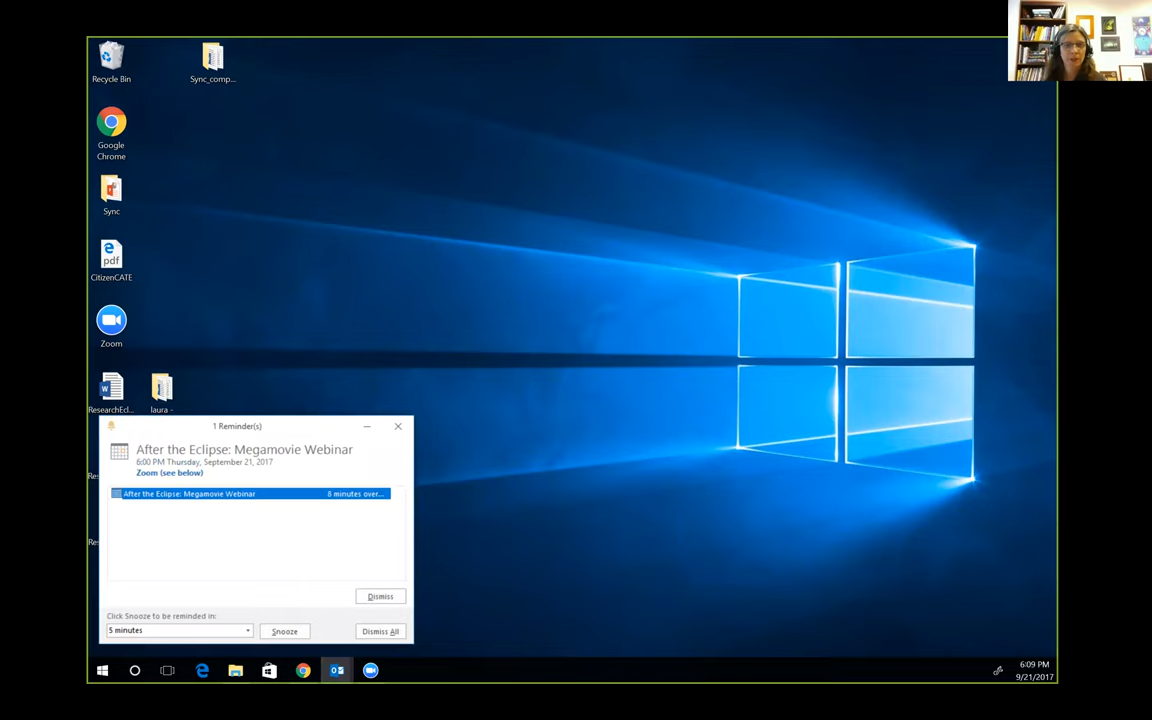 Recycle Bin
Sync_comp...
Google
Chrome
Sync
pdf
CitizenCATE
Zoom
ResearchEcl...
laura -
1 Reminder(s)
After the Eclipse: Megamovie Webinar
6:00 PM Thursday, September 21, 2017
Zoom (see below)
After the Eclipse: Megamovie Webinar 8 minutes over...
Dismiss
Click Snooze to be reminded in:
5 minutes
Snooze
Dismiss All
6:09 PM
9/21/2017